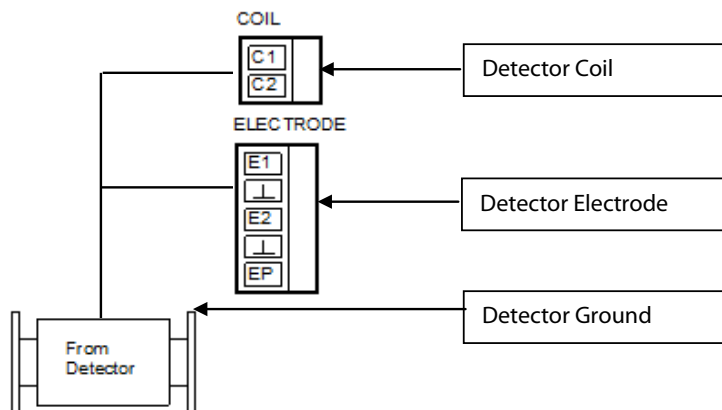 COIL
C1
C2
Detector Coil
ELECTRODE
E1
E2
EP
Detector Electrode
Detector Ground
From
Detector